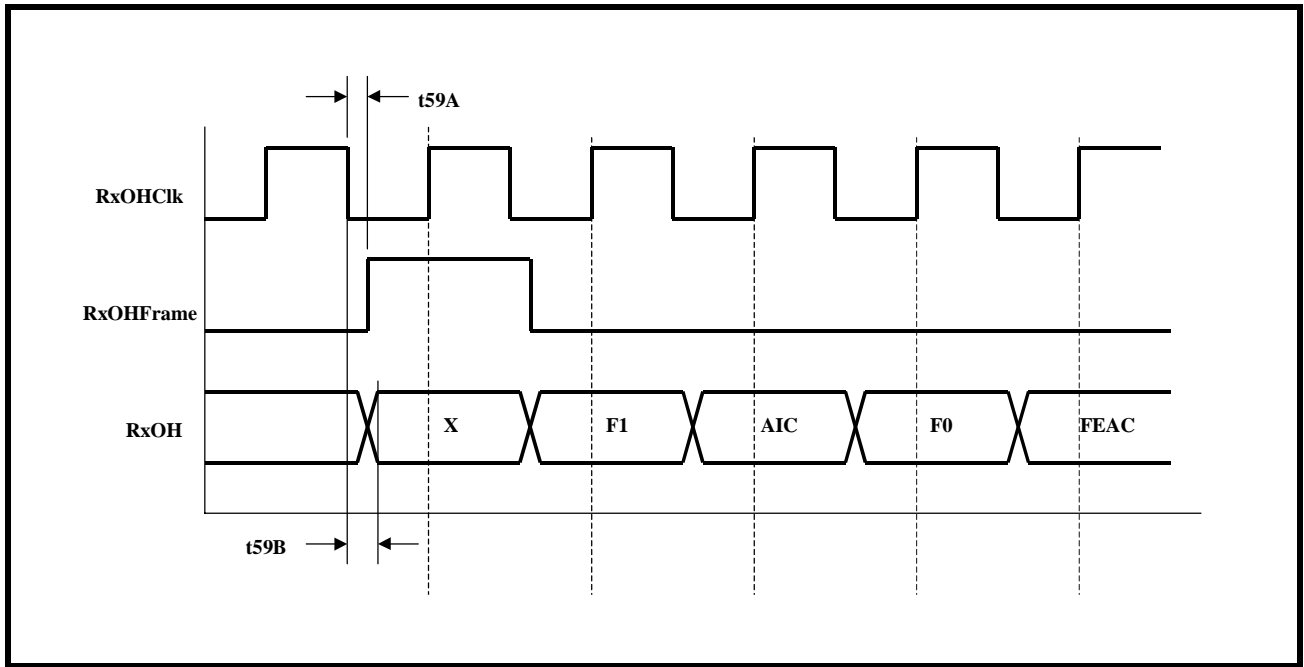 t59A
RxOHClk
RxOHFrame
RxOH
X
F1
AIC
F0
FEAC
t59B